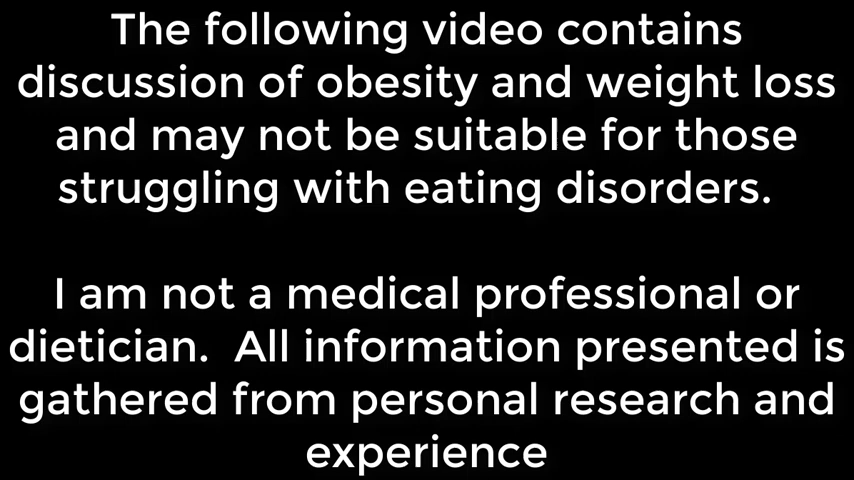 The following video contains
discussion of obesity and weight loss
and may not be suitable for those
struggling with eating disorders.
I am not a medical professional or
dietician.  All information presented is
gathered from personal research and
experience